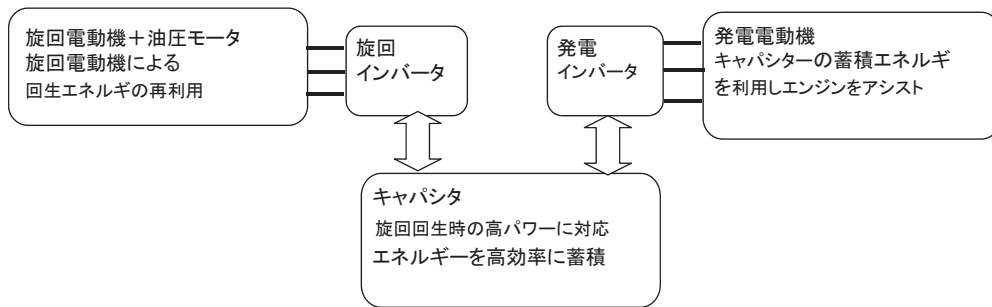 旋回電動機＋油圧モータ
旋回電動機による
回生エネルギの再利用
旋回
インバータ
発電
インバータ
発電電動機
キャパシターの蓄積エネルギ
を利用しエンジンをアシスト
キャパシタ
旋回回生時の高パワーに対応
エネルギーを高効率に蓄積